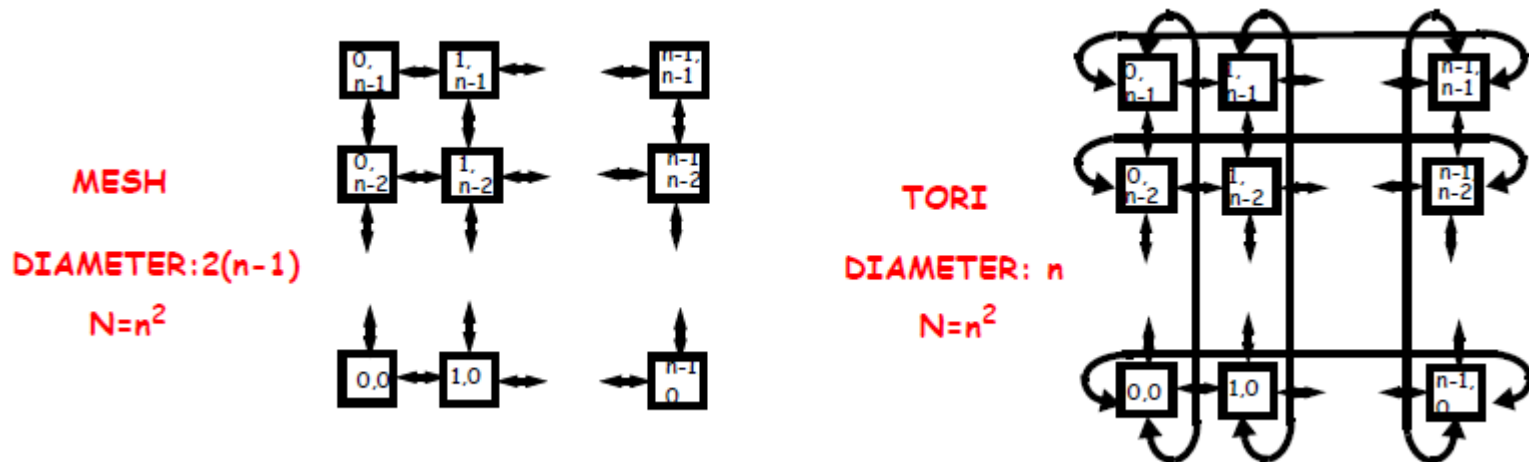 MESH
DIAMETER:2(n-1)
N=n²
0,
n-1
1,
n-1
n-1,
n-1
0,
n-2
1,
n-2
n-1
n-2
0,0
1,0
n-1
0
TORI
DIAMETER: n
N=n²
0,
n-1
1,
n-1
n-1,
n-1
0,
n-2
1,
n-2
n-1,
n-2
0,0
1,0
n-1,
0